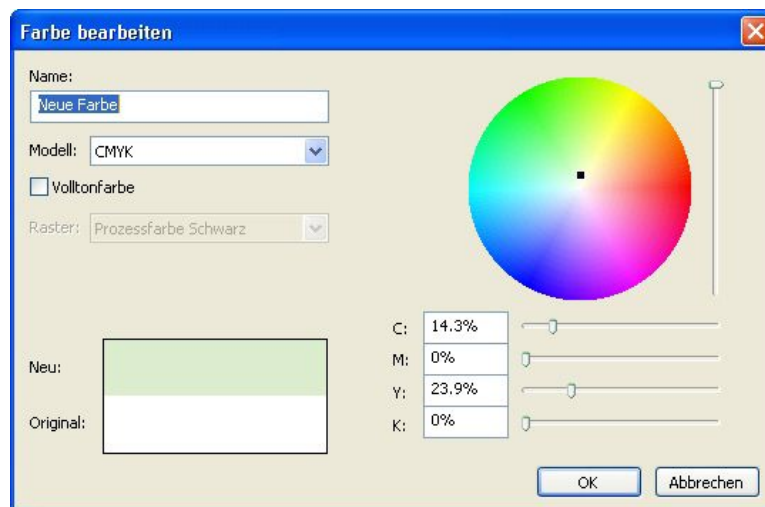 Farbe bearbeiten
Name:
Neue Farbe
Modell: CMYK
Volltonfarbe
Raster: Prozessfarbe Schwarz
C: 14.3%
M: 0%
Y: 23.9%
K: 0%
Neu:
Original:
OK Abbrechen